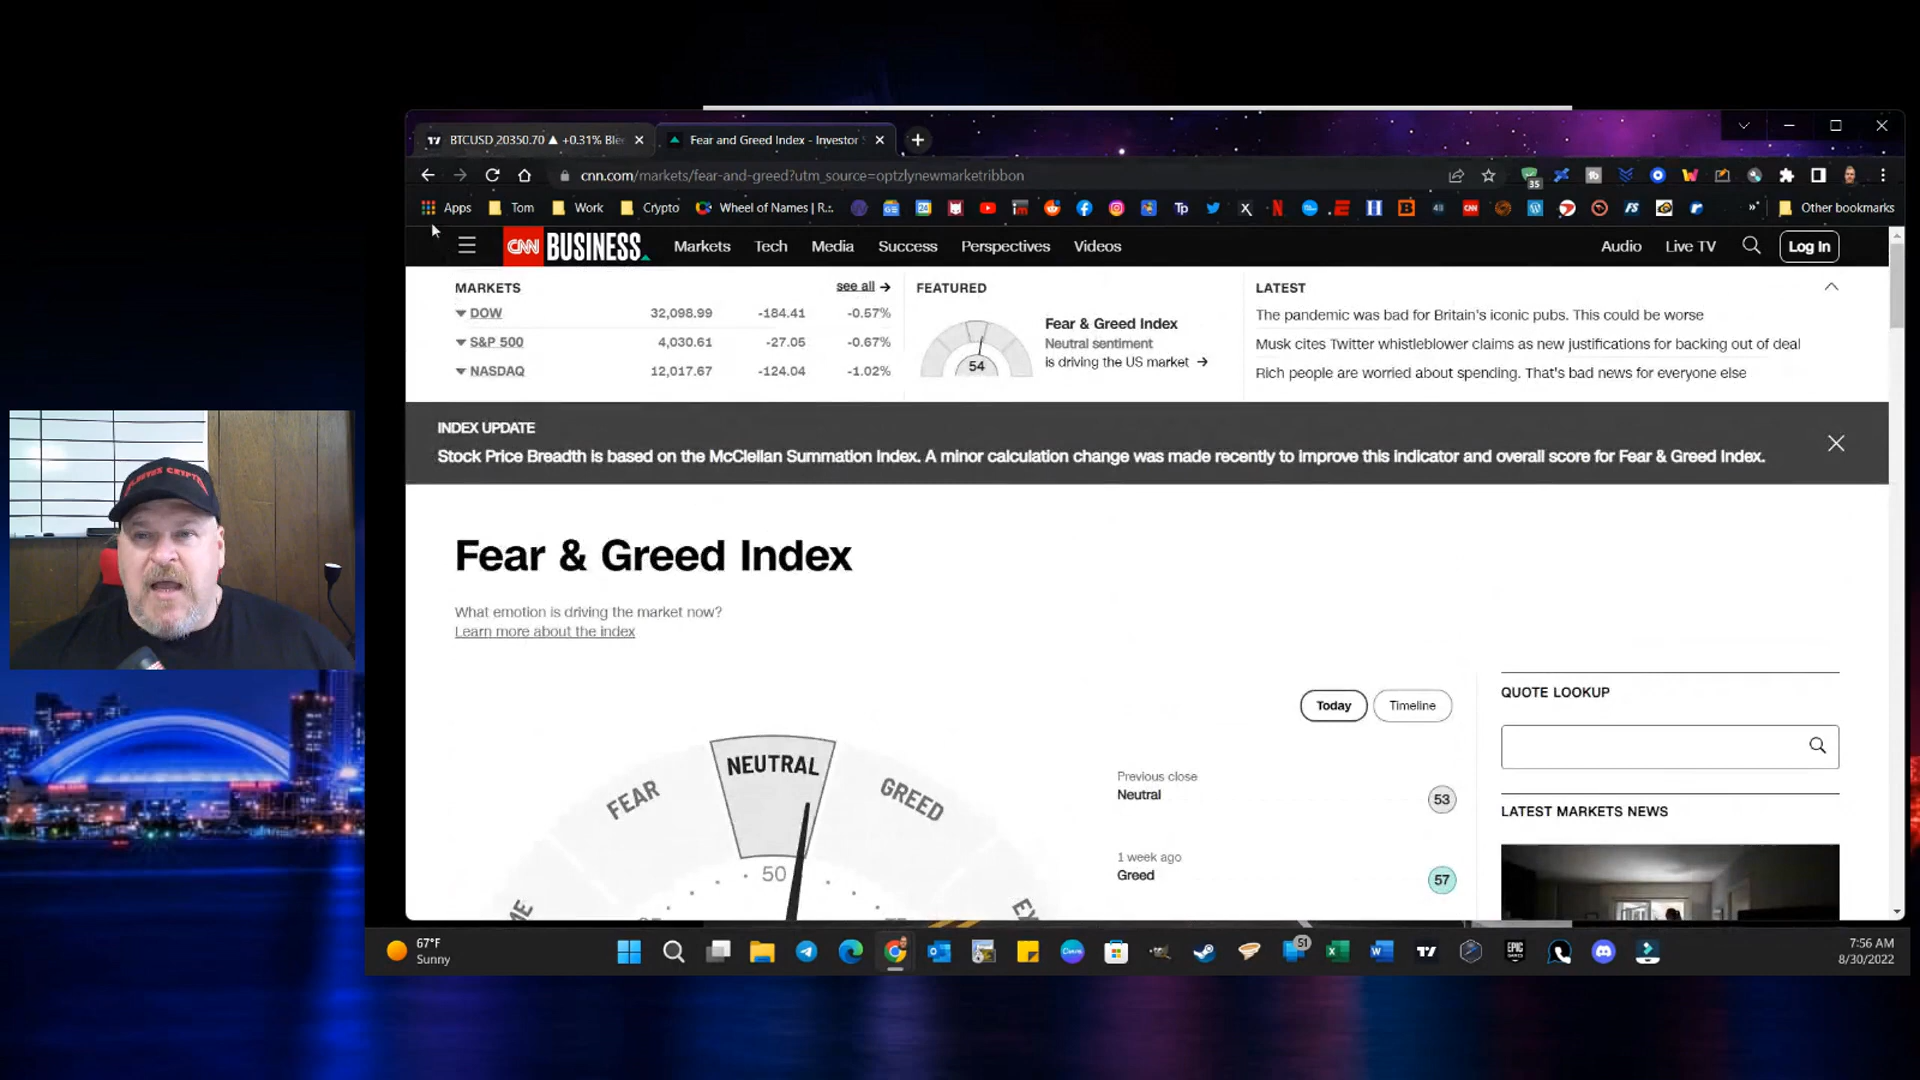 BTCUSD 20350.70 ▲ +0.31%
Fear and Greed Index - Investor
cnn.com/markets/fear-and-greed?utm_source=optzlynewmarketribbon
35
Apps Tom Work Crypto Wheel of Names | R... Tp CNN FS » Other bookmarks
CNN BUSINESS Markets Tech Media Success Perspectives Videos Audio Live TV Log In
MARKETS see all →
DOW 32,098.99 -184.41 -0.57%
S&P 500 4,030.61 -27.05 -0.67%
NASDAQ 12,017.67 -124.04 -1.02%
FEATURED
54
Fear & Greed Index
Neutral sentiment
is driving the US market →
LATEST
The pandemic was bad for Britain's iconic pubs. This could be worse
Musk cites Twitter whistleblower claims as new justifications for backing out of deal
Rich people are worried about spending. That's bad news for everyone else
INDEX UPDATE
Stock Price Breadth is based on the McClellan Summation Index. A minor calculation change was made recently to improve this indicator and overall score for Fear & Greed Index.
Fear & Greed Index
What emotion is driving the market now?
Learn more about the index
FEAR
NEUTRAL
GREED
50
Today
Timeline
Previous close
Neutral
53
1 week ago
Greed
57
QUOTE LOOKUP
LATEST MARKETS NEWS
67°F
Sunny
51
EPIC
7:56 AM
8/30/2022